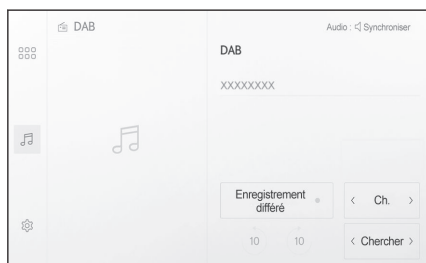 DAB
Audio : Synchroniser
DAB
XXXXXXXX
Enregistrement
différé
Ch.
10 10
Chercher